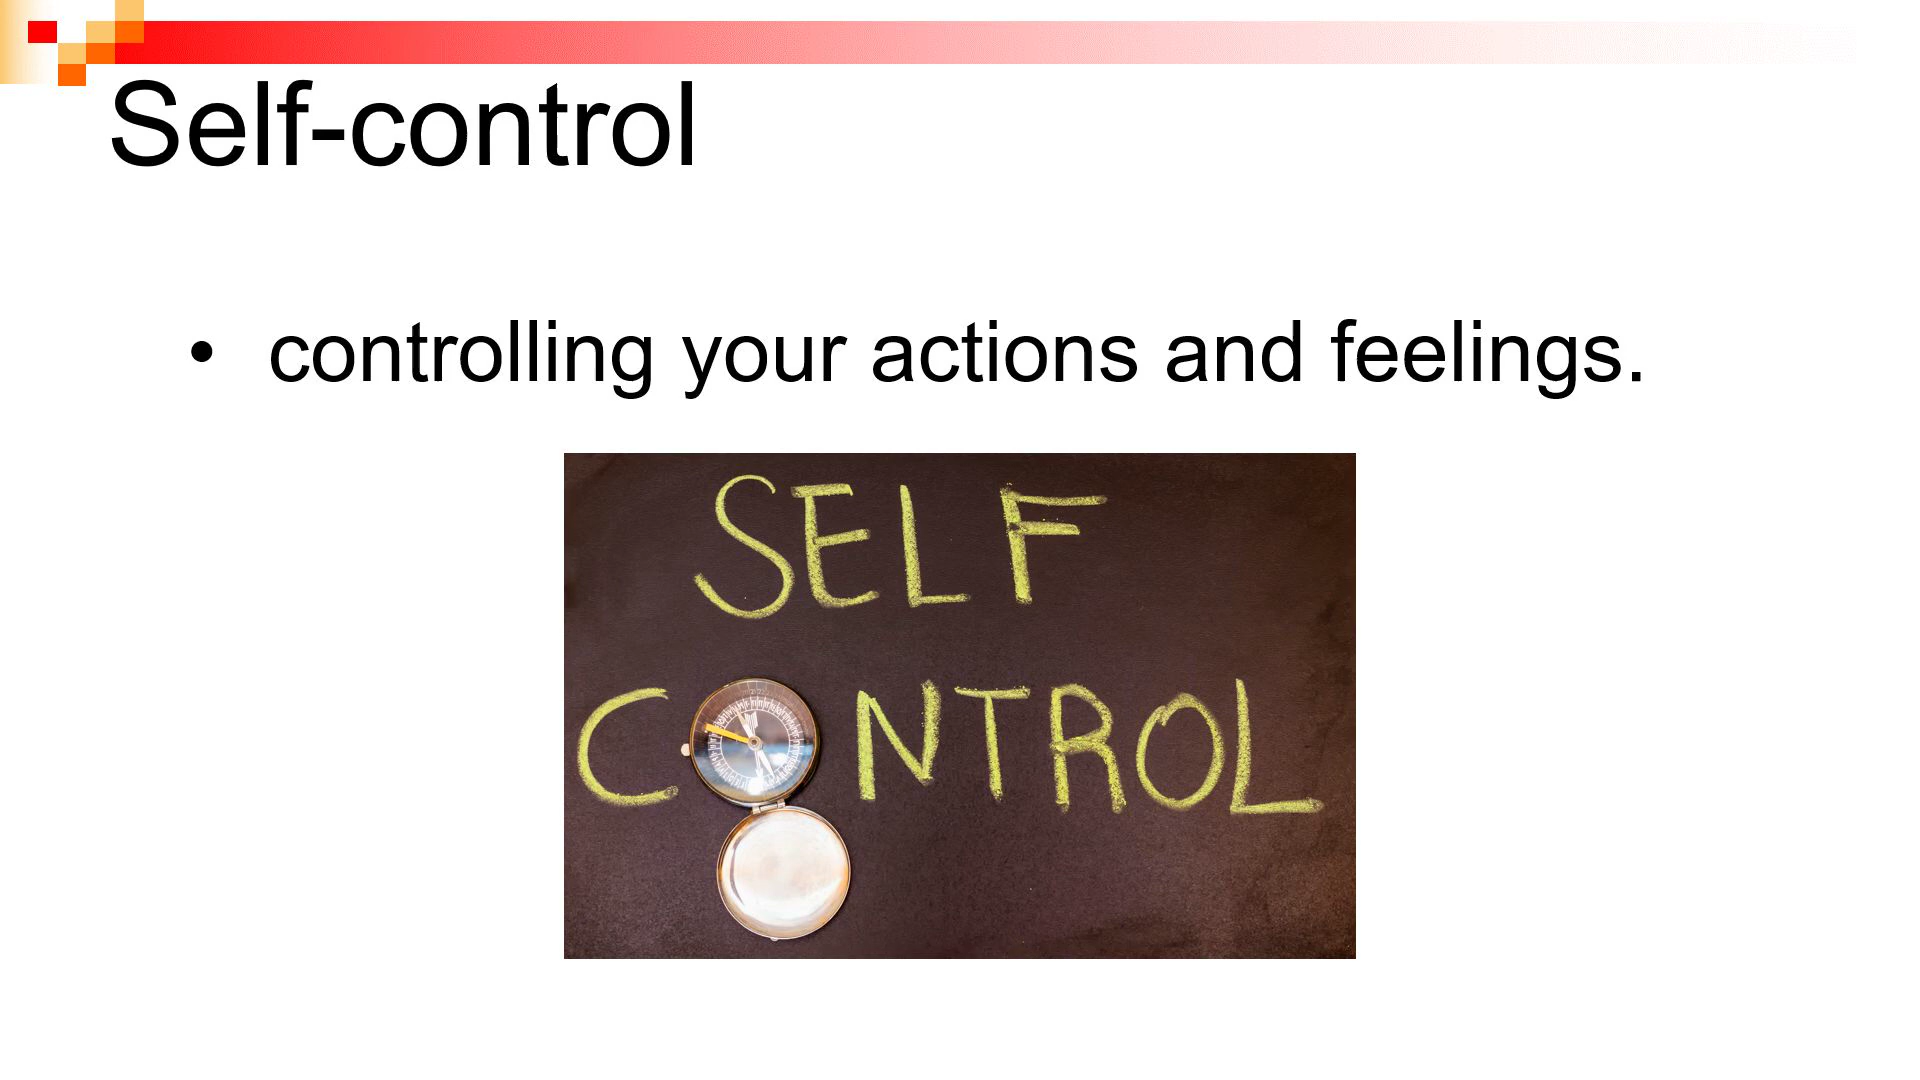 Self-control
• controlling your actions and feelings.
SELF
CONTROL